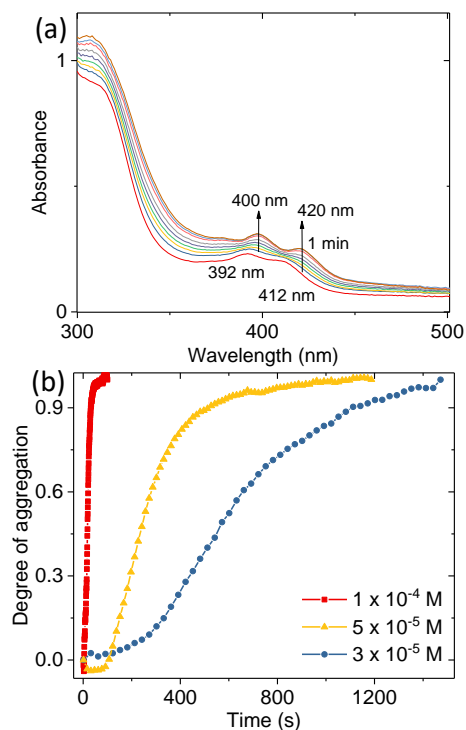 (a)
1
0
Absorbance
400 nm
420 nm
1 min
392 nm
412 nm
300
400
500
Wavelength (nm)
(b)
0.9
0.6
0.3
0.0
Degree of aggregation
1 x 10⁻⁴ M
5 x 10⁻⁵ M
3 x 10⁻⁵ M
0
400
800
1200
Time (s)